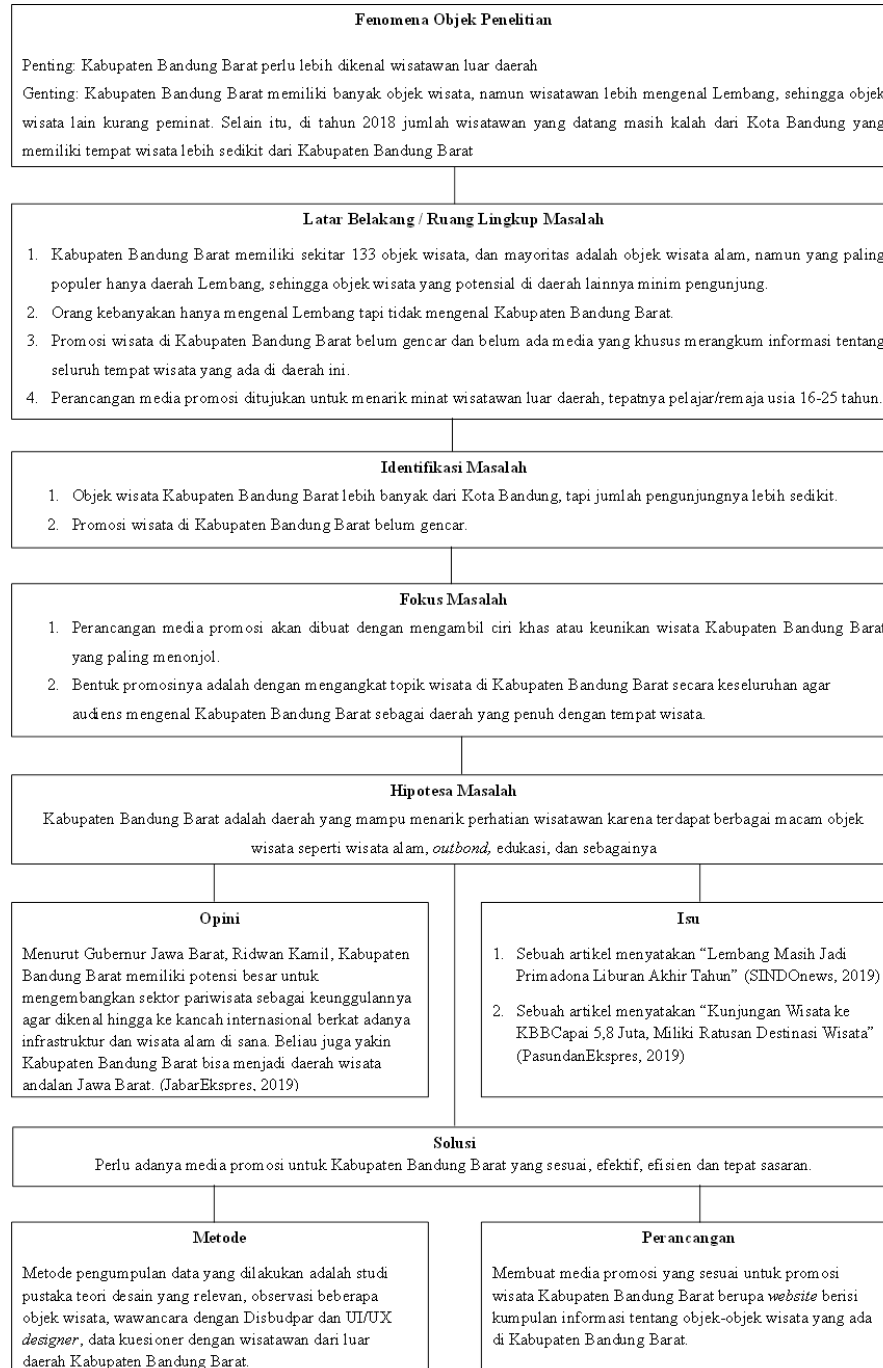 Fenomena Objek Penelitian
Penting: Kabupaten Bandung Barat perlu lebih dikenal wisatawan luar daerah
Genting: Kabupaten Bandung Barat memiliki banyak objek wisata, namun wisatawan lebih mengenal Lembang, sehingga objek
wisata lain kurang peminat. Selain itu, di tahun 2018 jumlah wisatawan yang datang masih kalah dari Kota Bandung yang
memiliki tempat wisata lebih sedikit dari Kabupaten Bandung Barat
Latar Belakang / Ruang Lingkup Masalah
1. Kabupaten Bandung Barat memiliki sekitar 133 objek wisata, dan mayoritas adalah objek wisata alam, namun yang paling
populer hanya daerah Lembang, sehingga objek wisata yang potensial di daerah lainnya minim pengunjung.
2. Orang kebanyakan hanya mengenal Lembang tapi tidak mengenal Kabupaten Bandung Barat.
3. Promosi wisata di Kabupaten Bandung Barat belum gencar dan belum ada media yang khusus merangkum informasi tentang
seluruh tempat wisata yang ada di daerah ini.
4. Perancangan media promosi ditujukan untuk menarik minat wisatawan luar daerah, tepatnya pelajar/remaja usia 16-25 tahun.
Identifikasi Masalah
1. Objek wisata Kabupaten Bandung Barat lebih banyak dari Kota Bandung, tapi jumlah pengunjungnya lebih sedikit.
2. Promosi wisata di Kabupaten Bandung Barat belum gencar.
Fokus Masalah
1. Perancangan media promosi akan dibuat dengan mengambil ciri khas atau keunikan wisata Kabupaten Bandung Barat
yang paling menonjol.
2. Bentuk promosinya adalah dengan mengangkat topik wisata di Kabupaten Bandung Barat secara keseluruhan agar
audiens mengenal Kabupaten Bandung Barat sebagai daerah yang penuh dengan tempat wisata.
Hipotesa Masalah
Kabupaten Bandung Barat adalah daerah yang mampu menarik perhatian wisatawan karena terdapat berbagai macam objek
wisata seperti wisata alam, outbond, edukasi, dan sebagainya
Opini
Menurut Gubernur Jawa Barat, Ridwan Kamil, Kabupaten
Bandung Barat memiliki potensi besar untuk
mengembangkan sektor pariwisata sebagai keunggulannya
agar dikenal hingga ke kancah internasional berkat adanya
infrastruktur dan wisata alam di sana. Beliau juga yakin
Kabupaten Bandung Barat bisa menjadi daerah wisata
andalan Jawa Barat. (JabarEkspres, 2019)
Isu
1. Sebuah artikel menyatakan “Lembang Masih Jadi
Primadona Liburan Akhir Tahun” (SINDOnews, 2019)
2. Sebuah artikel menyatakan “Kunjungan Wisata ke
KBBCapai 5,8 Juta, Miliki Ratusan Destinasi Wisata”
(PasundanEkspres, 2019)
Solusi
Perlu adanya media promosi untuk Kabupaten Bandung Barat yang sesuai, efektif, efisien dan tepat sasaran.
Metode
Metode pengumpulan data yang dilakukan adalah studi
pustaka teori desain yang relevan, observasi beberapa
objek wisata, wawancara dengan Disbudpar dan UI/UX
designer, data kuesioner dengan wisatawan dari luar
daerah Kabupaten Bandung Barat.
Perancangan
Membuat media promosi yang sesuai untuk promosi
wisata Kabupaten Bandung Barat berupa website berisi
kumpulan informasi tentang objek-objek wisata yang ada
di Kabupaten Bandung Barat.